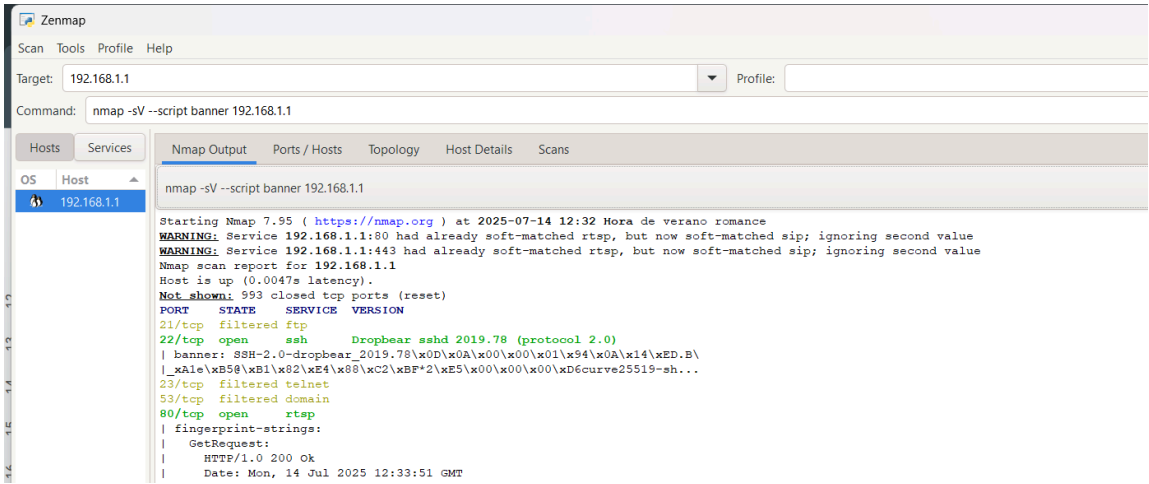 Zenmap
Scan Tools Profile Help
Target: 192.168.1.1 Profile:
Command: nmap -sV --script banner 192.168.1.1
Hosts Services
Nmap Output Ports / Hosts Topology Host Details Scans
OS Host
nmap -sV --script banner 192.168.1.1
192.168.1.1
Starting Nmap 7.95 ( https://nmap.org ) at 2025-07-14 12:32 Hora de verano romance
WARNING: Service 192.168.1.1:80 had already soft-matched rtsp, but now soft-matched sip; ignoring second value
WARNING: Service 192.168.1.1:443 had already soft-matched rtsp, but now soft-matched sip; ignoring second value
Nmap scan report for 192.168.1.1
Host is up (0.0047s latency).
Not shown: 993 closed tcp ports (reset)
PORT STATE SERVICE VERSION
21/tcp filtered ftp
22/tcp open ssh Dropbear sshd 2019.78 (protocol 2.0)
| banner: SSH-2.0-dropbear_2019.78\x0D\x0A\x00\x00\x01\x94\x0A\x14\xED.B\
|_xA1e\xB5@\xB1\x82\xE4\x88\xC2\xBF*2\xE5\x00\x00\x00\xD6curve25519-sh...
23/tcp filtered telnet
53/tcp filtered domain
80/tcp open rtsp
| fingerprint-strings:
| GetRequest:
| HTTP/1.0 200 Ok
| Date: Mon, 14 Jul 2025 12:33:51 GMT